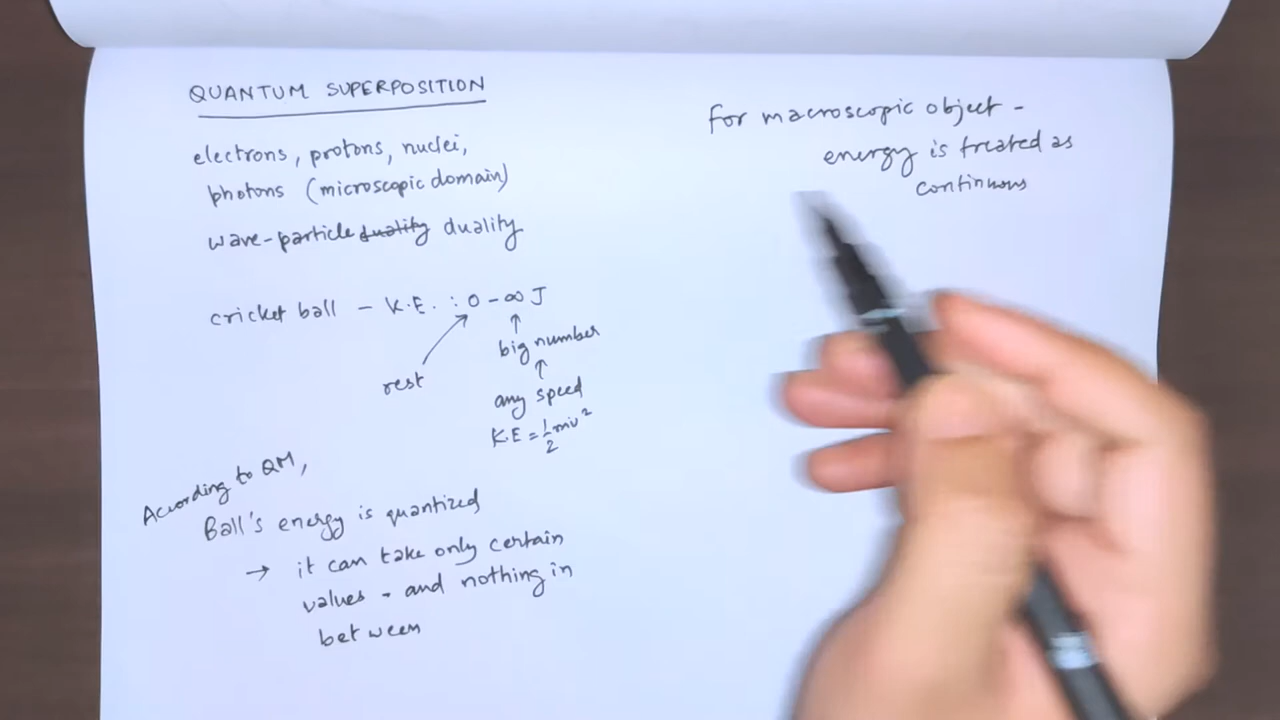 QUANTUM SUPERPOSITION
electrons, protons, nuclei,
photons (microscopic domain)
wave-particle duality duality
cricket ball - K.E. : 0 - ∞ J
big number
rest
any speed
K.E = 1/2 mv²
According to QM,
Ball's energy is quantized
→ it can take only certain
values - and nothing in
between
For macroscopic object -
energy is treated as
continuous